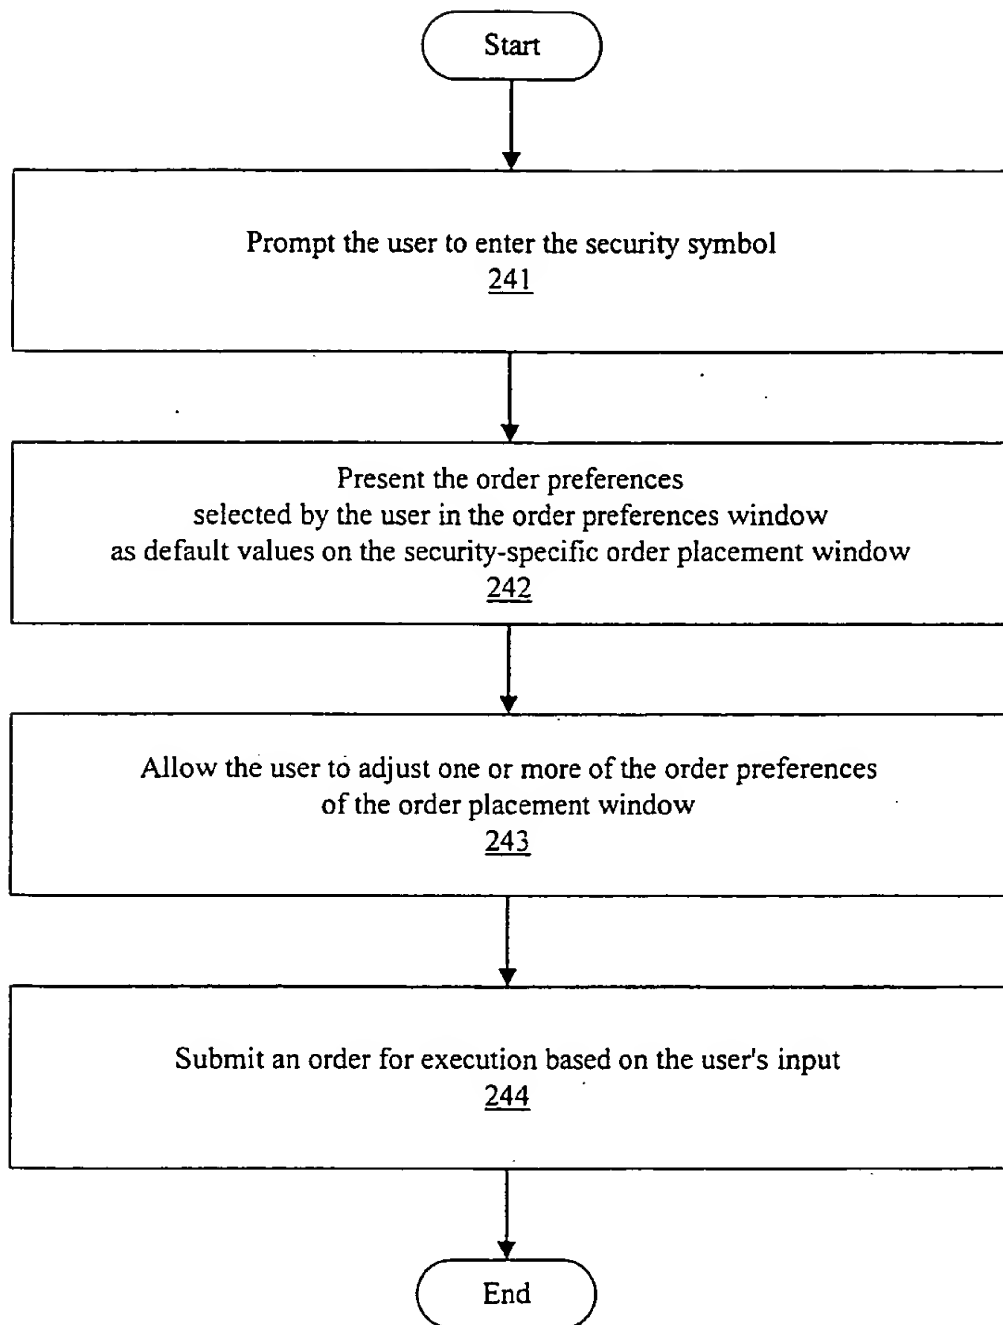 Start
Prompt the user to enter the security symbol
241
Present the order preferences
selected by the user in the order preferences window
as default values on the security-specific order placement window
242
Allow the user to adjust one or more of the order preferences
of the order placement window
243
Submit an order for execution based on the user's input
244
End